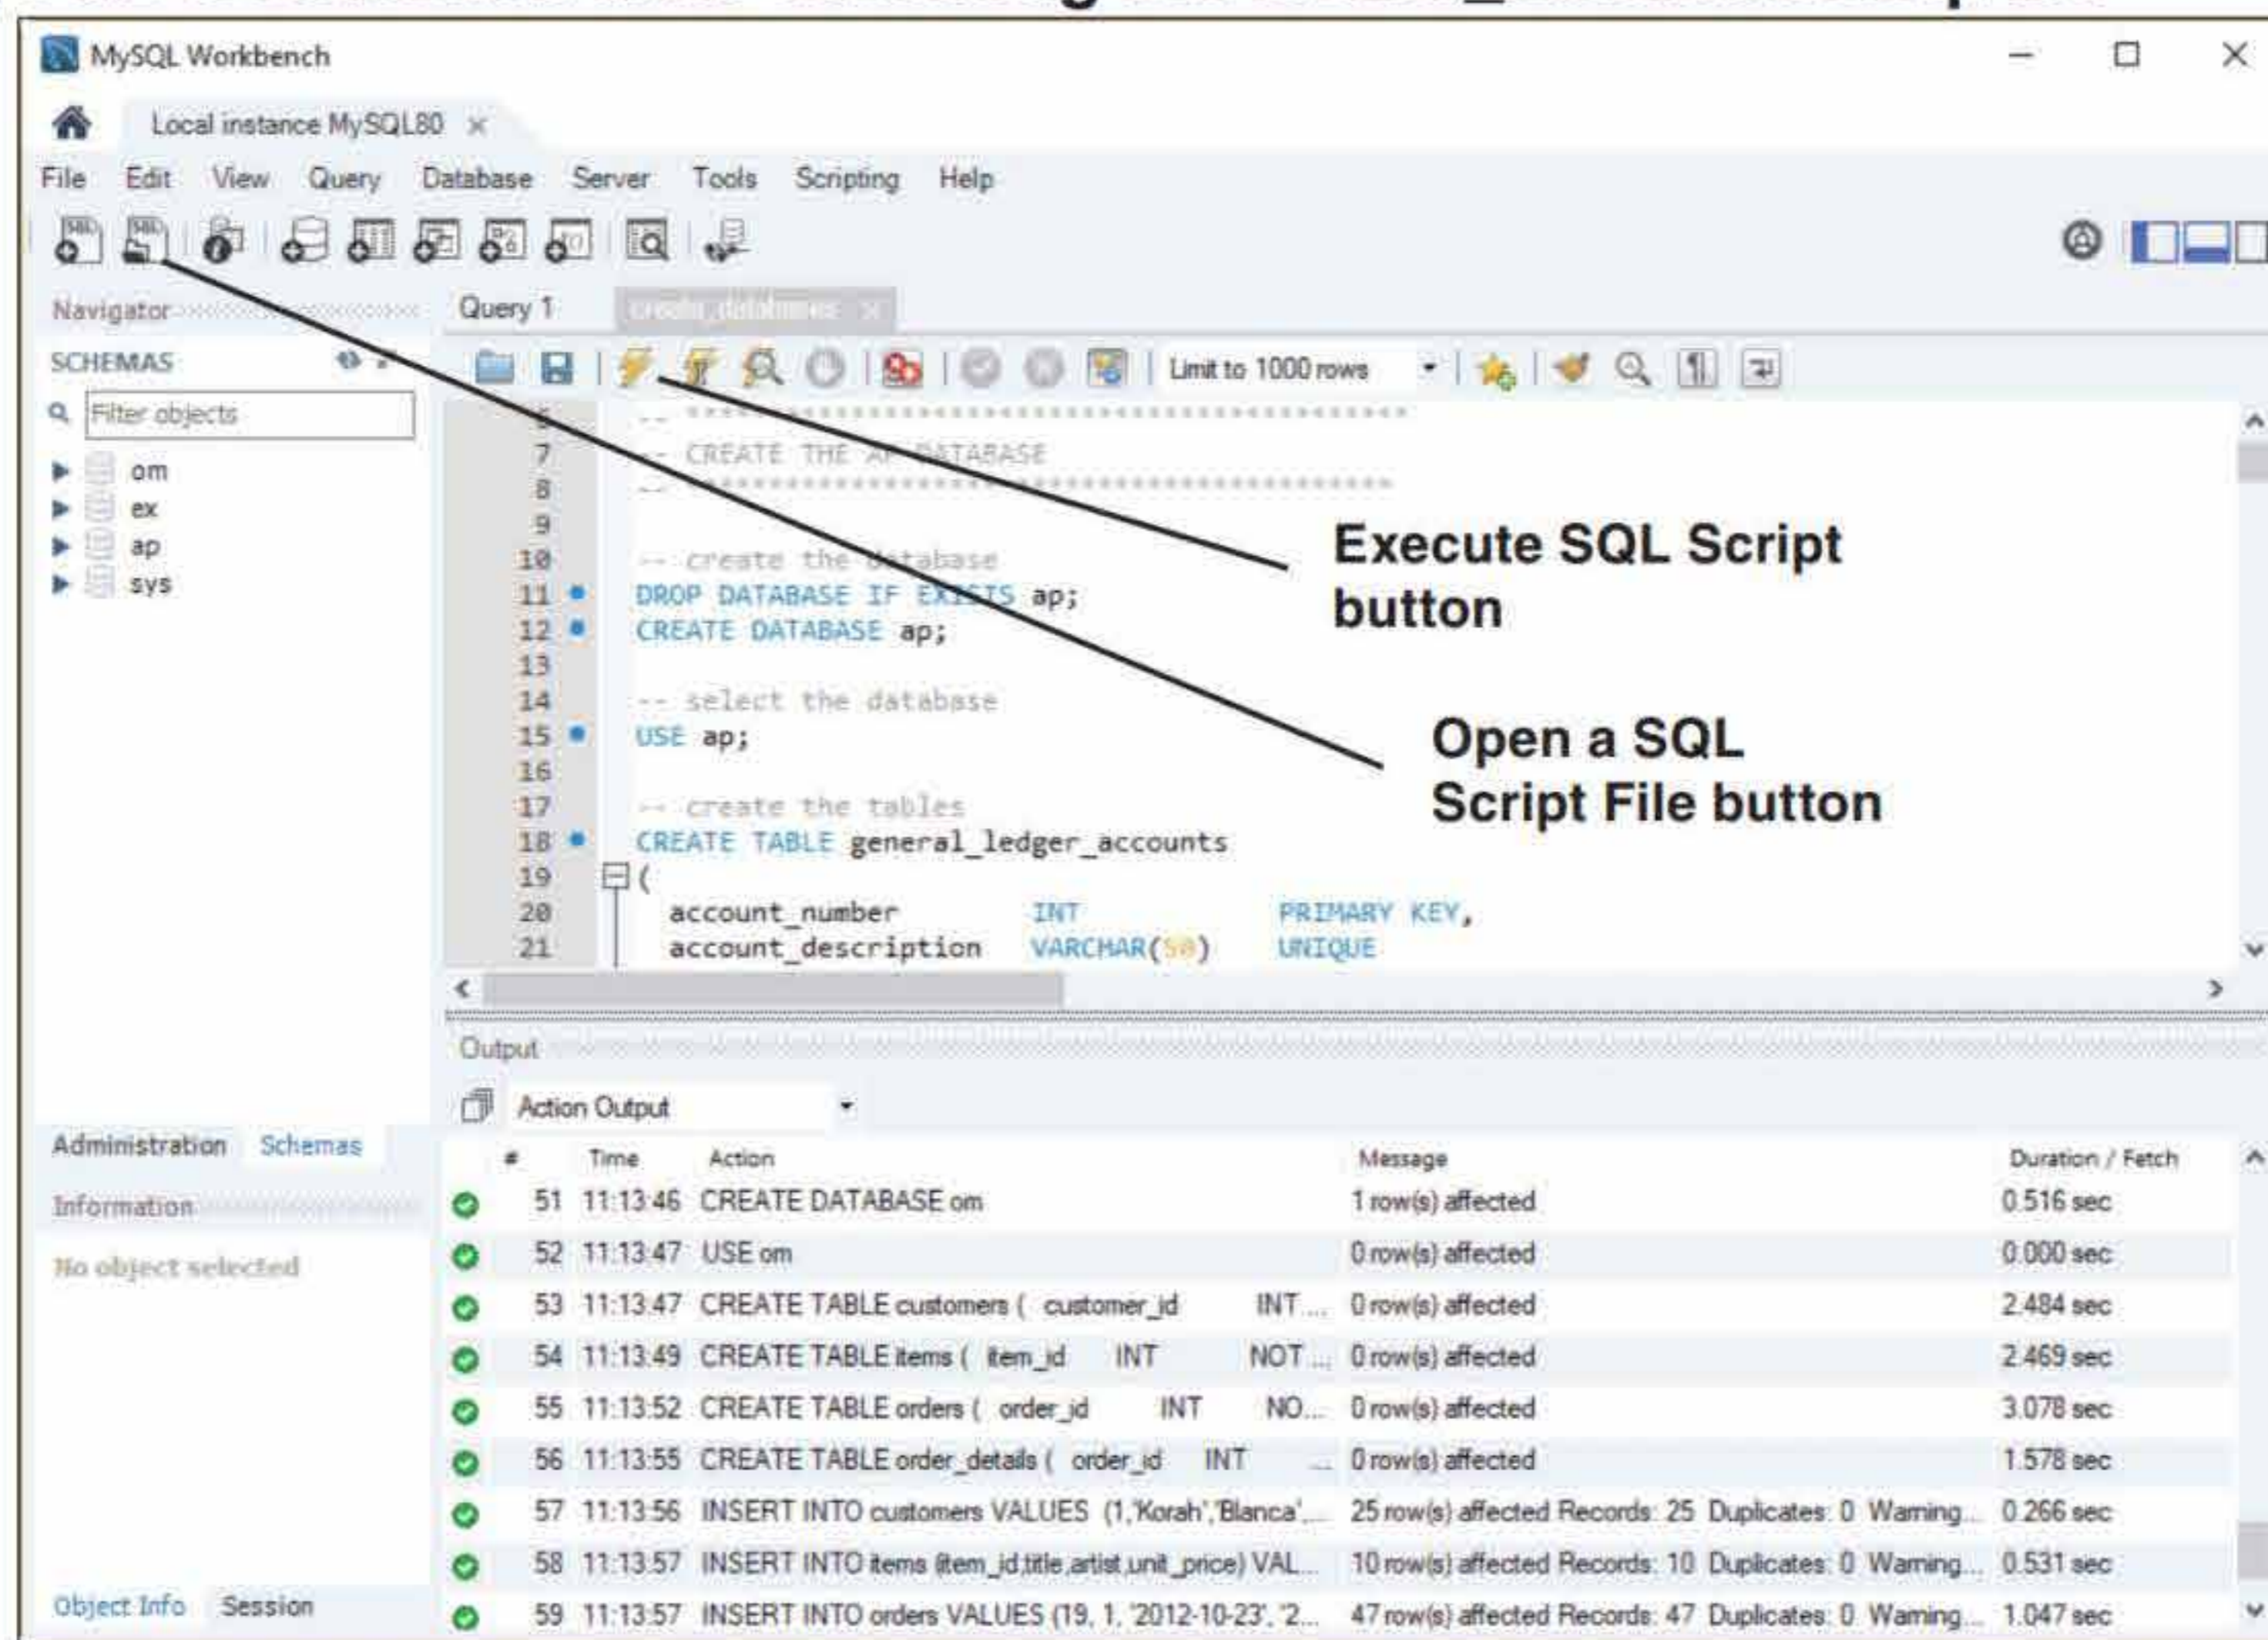 MySQL Workbench
Local instance MySQL80
File Edit View Query Database Server Tools Scripting Help
Navigator
Query 1 create_databases
SCHEMAS
Limit to 1000 rows
Filter objects
om
ex
ap
sys
6 -- ********************************************
7 -- CREATE THE AP DATABASE
8 -- *******************************************
9
10 -- create the database
11 DROP DATABASE IF EXISTS ap;
12 CREATE DATABASE ap;
13
14 -- select the database
15 USE ap;
16
17 -- create the tables
18 CREATE TABLE general_ledger_accounts
19 (
20 account_number INT PRIMARY KEY,
21 account_description VARCHAR(50) UNIQUE
Execute SQL Script
button
Open a SQL
Script File button
Output
Action Output
Administration Schemas
Information
No object selected
Object Info Session
# Time Action Message Duration / Fetch
51 11:13:46 CREATE DATABASE om 1 row(s) affected 0.516 sec
52 11:13:47 USE om 0 row(s) affected 0.000 sec
53 11:13:47 CREATE TABLE customers ( customer_id INT ... 0 row(s) affected 2.484 sec
54 11:13:49 CREATE TABLE items ( item_id INT NOT ... 0 row(s) affected 2.469 sec
55 11:13:52 CREATE TABLE orders ( order_id INT NO... 0 row(s) affected 3.078 sec
56 11:13:55 CREATE TABLE order_details ( order_id INT ... 0 row(s) affected 1.578 sec
57 11:13:56 INSERT INTO customers VALUES (1,'Korah','Blanca',... 25 row(s) affected Records: 25 Duplicates: 0 Warning... 0.266 sec
58 11:13:57 INSERT INTO items (item_id,title,artist,unit_price) VAL... 10 row(s) affected Records: 10 Duplicates: 0 Warning... 0.531 sec
59 11:13:57 INSERT INTO orders VALUES (19, 1, '2012-10-23', '2... 47 row(s) affected Records: 47 Duplicates: 0 Warning... 1.047 sec